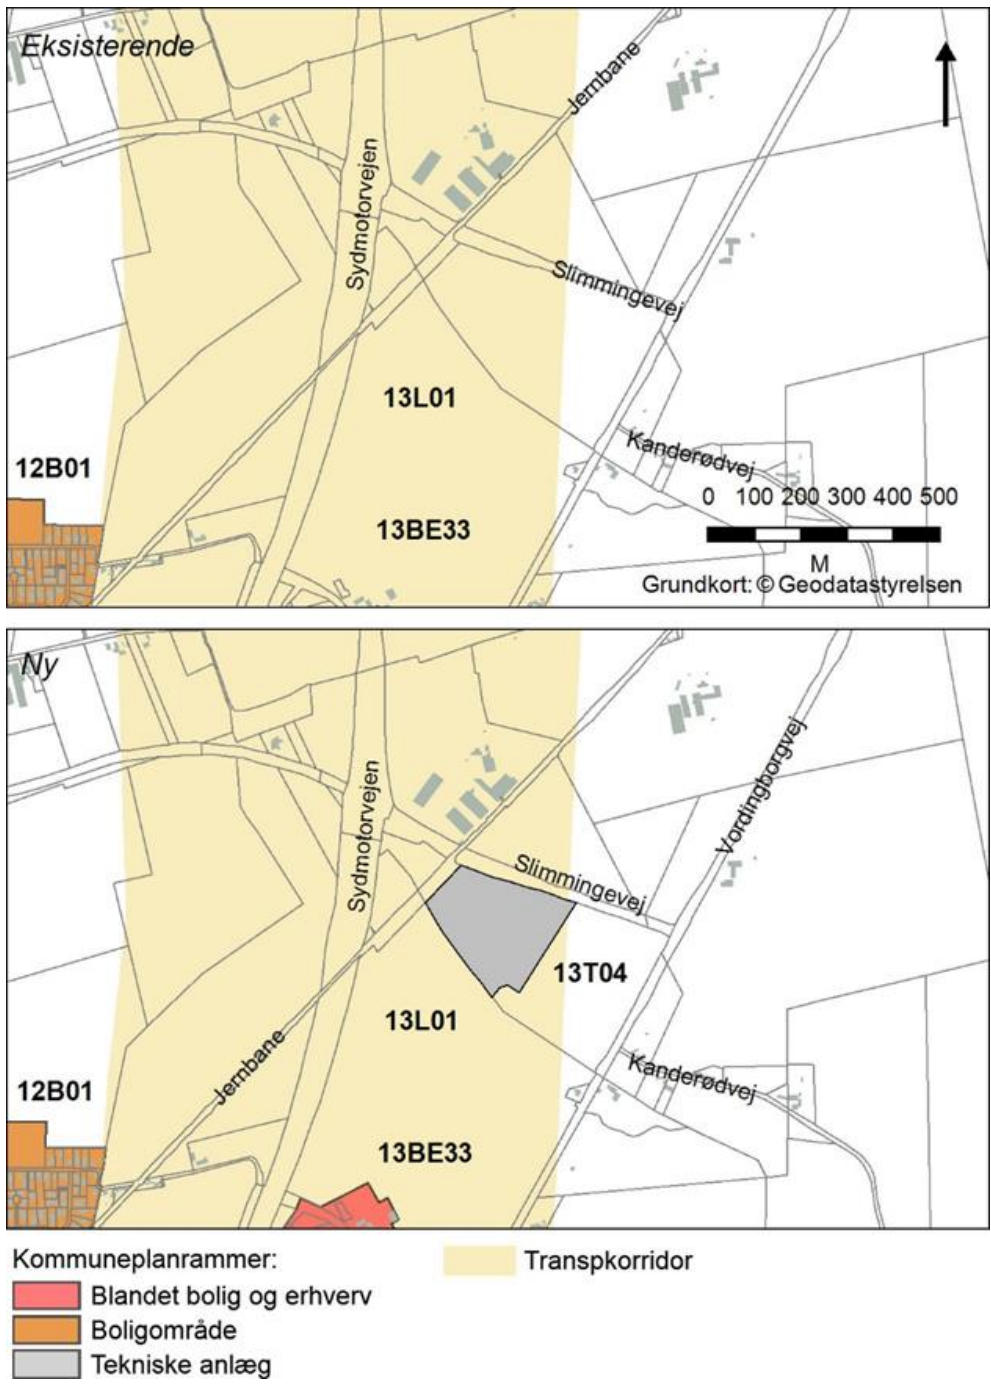 Eksisterende
Jernbane
Sydmotorvejen
Slimmingevej
13L01
12B01
Kanderødvej
0 100 200 300 400 500
13BE33
M
Grundkort: © Geodatastyrelsen
Ny
Sydmotorvejen
Vordingborgvej
Slimmingevej
13T04
13L01
Jernbane
Kanderødvej
12B01
13BE33
Kommuneplanrammer:
Transpkorridor
Blandet bolig og erhverv
Boligområde
Tekniske anlæg